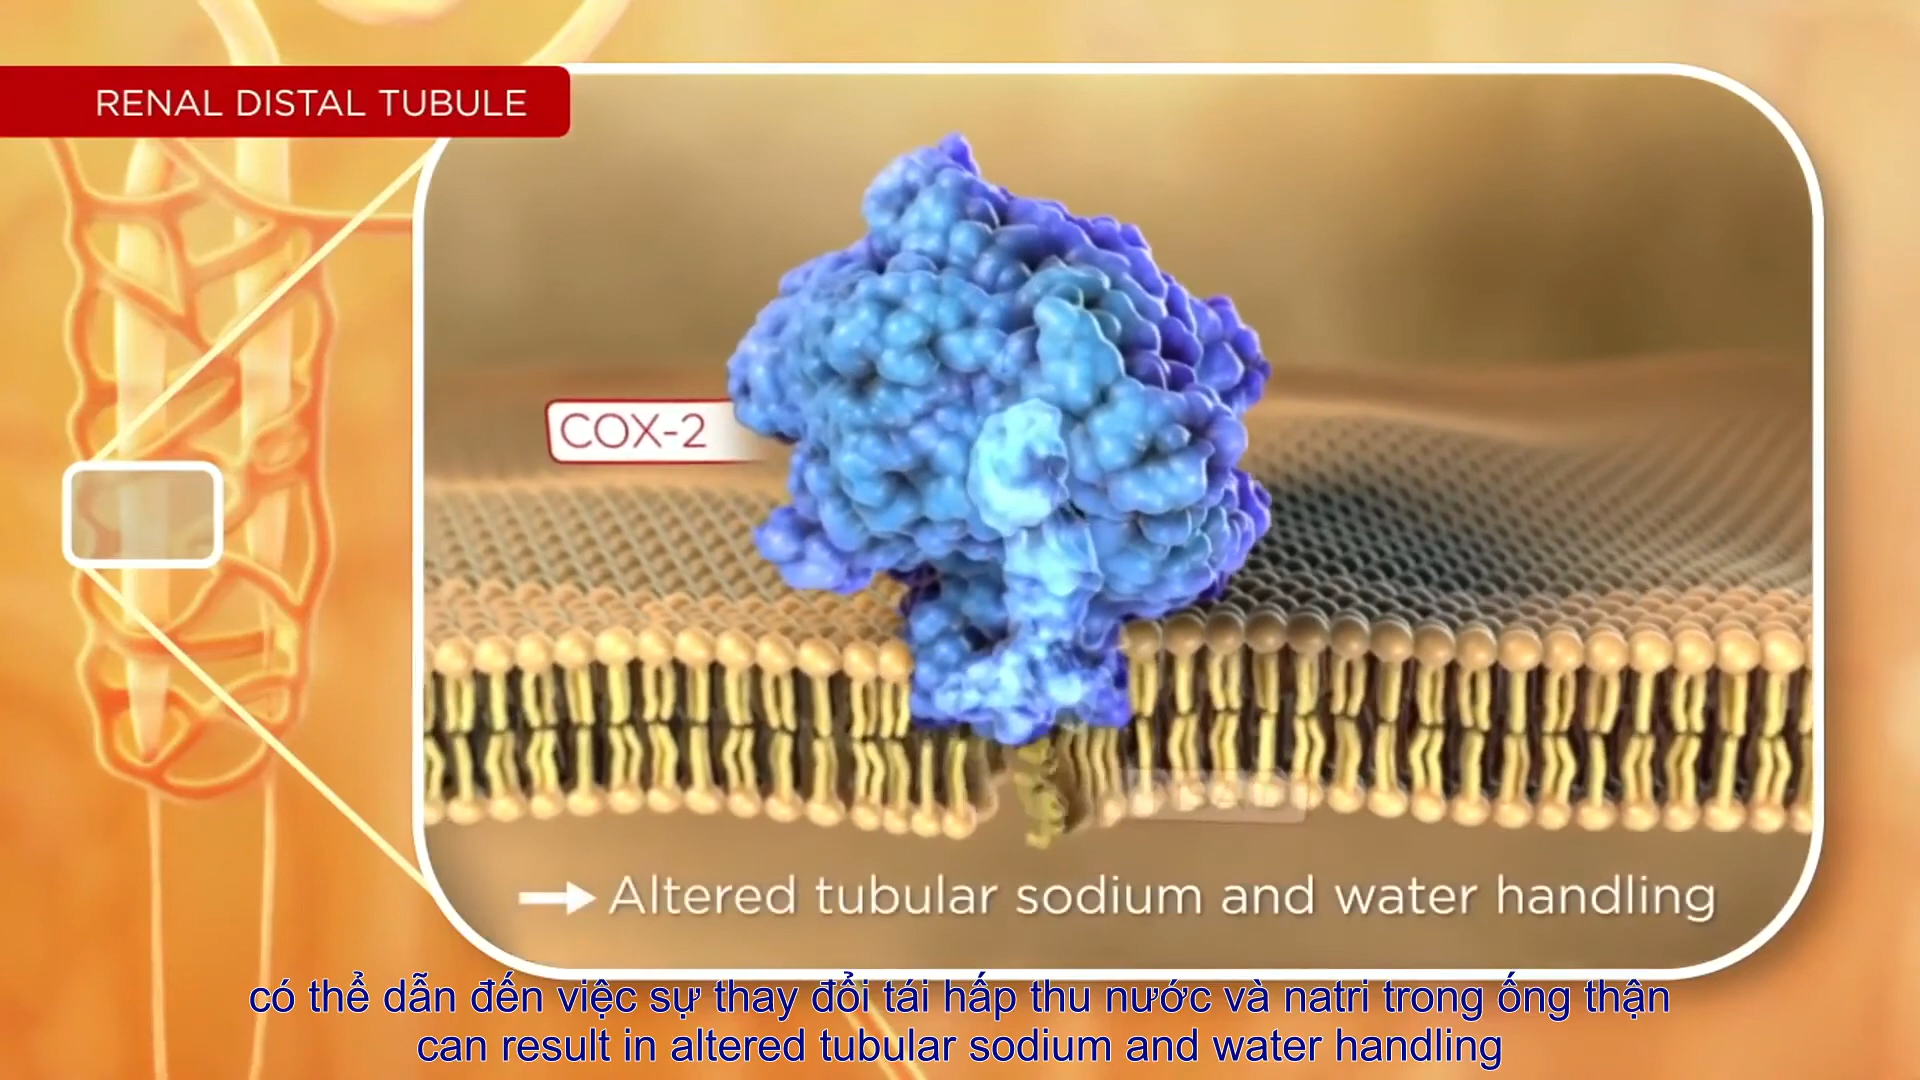 RENAL DISTAL TUBULE
COX-2
Altered tubular sodium and water handling
có thể dẫn đến việc sự thay đổi tái hấp thu nước và natri trong ống thận
can result in altered tubular sodium and water handling